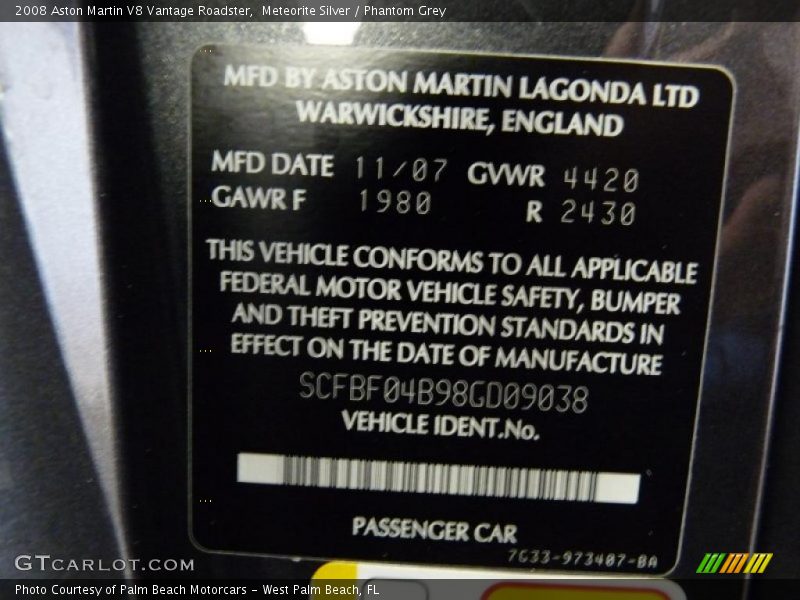 2008 Aston Martin V8 Vantage Roadster, Meteorite Silver / Phantom Grey
MFD BY ASTON MARTIN LAGONDA LTD
WARWICKSHIRE, ENGLAND
MFD DATE 11/07 GVWR 4420
GAWR F 1980 R 2430
THIS VEHICLE CONFORMS TO ALL APPLICABLE
FEDERAL MOTOR VEHICLE SAFETY, BUMPER
AND THEFT PREVENTION STANDARDS IN
EFFECT ON THE DATE OF MANUFACTURE
SCFBF04B98GD09038
VEHICLE IDENT.No.
PASSENGER CAR
7G33-973407-BA
GTCARLOT.COM
Photo Courtesy of Palm Beach Motorcars - West Palm Beach, FL